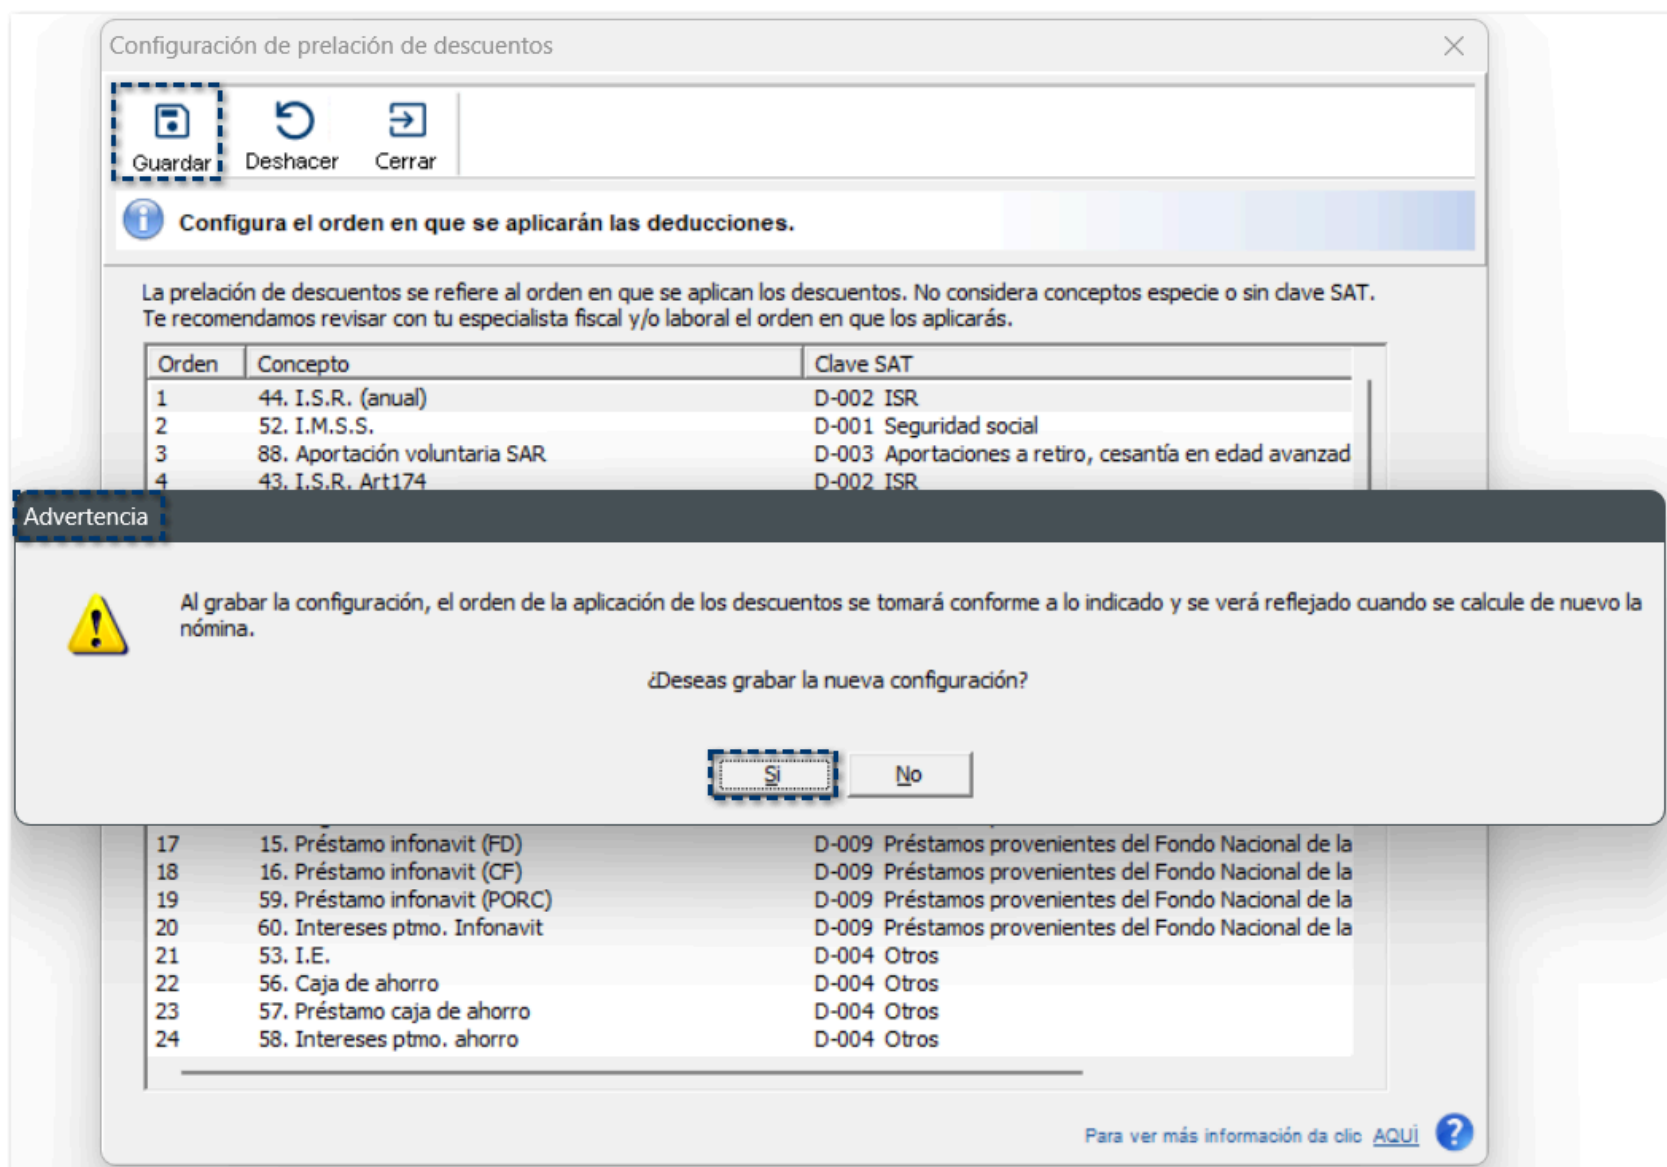 Configuración de prelación de descuentos
Guardar Deshacer Cerrar
Configura el orden en que se aplicarán las deducciones.
La prelación de descuentos se refiere al orden en que se aplican los descuentos. No considera conceptos especie o sin clave SAT.
Te recomendamos revisar con tu especialista fiscal y/o laboral el orden en que los aplicarás.
Orden Concepto Clave SAT
1 44. I.S.R. (anual) D-002 ISR
2 52. I.M.S.S. D-001 Seguridad social
3 88. Aportación voluntaria SAR D-003 Aportaciones a retiro, cesantía en edad avanzad
4 43. I.S.R. Art174 D-002 ISR
Advertencia
Al grabar la configuración, el orden de la aplicación de los descuentos se tomará conforme a lo indicado y se verá reflejado cuando se calcule de nuevo la
nómina.
¿Deseas grabar la nueva configuración?
Si No
17 15. Préstamo infonavit (FD) D-009 Préstamos provenientes del Fondo Nacional de la
18 16. Préstamo infonavit (CF) D-009 Préstamos provenientes del Fondo Nacional de la
19 59. Préstamo infonavit (PORC) D-009 Préstamos provenientes del Fondo Nacional de la
20 60. Intereses ptmo. Infonavit D-009 Préstamos provenientes del Fondo Nacional de la
21 53. I.E. D-004 Otros
22 56. Caja de ahorro D-004 Otros
23 57. Préstamo caja de ahorro D-004 Otros
24 58. Intereses ptmo. ahorro D-004 Otros
Para ver más información da clic AQUÍ